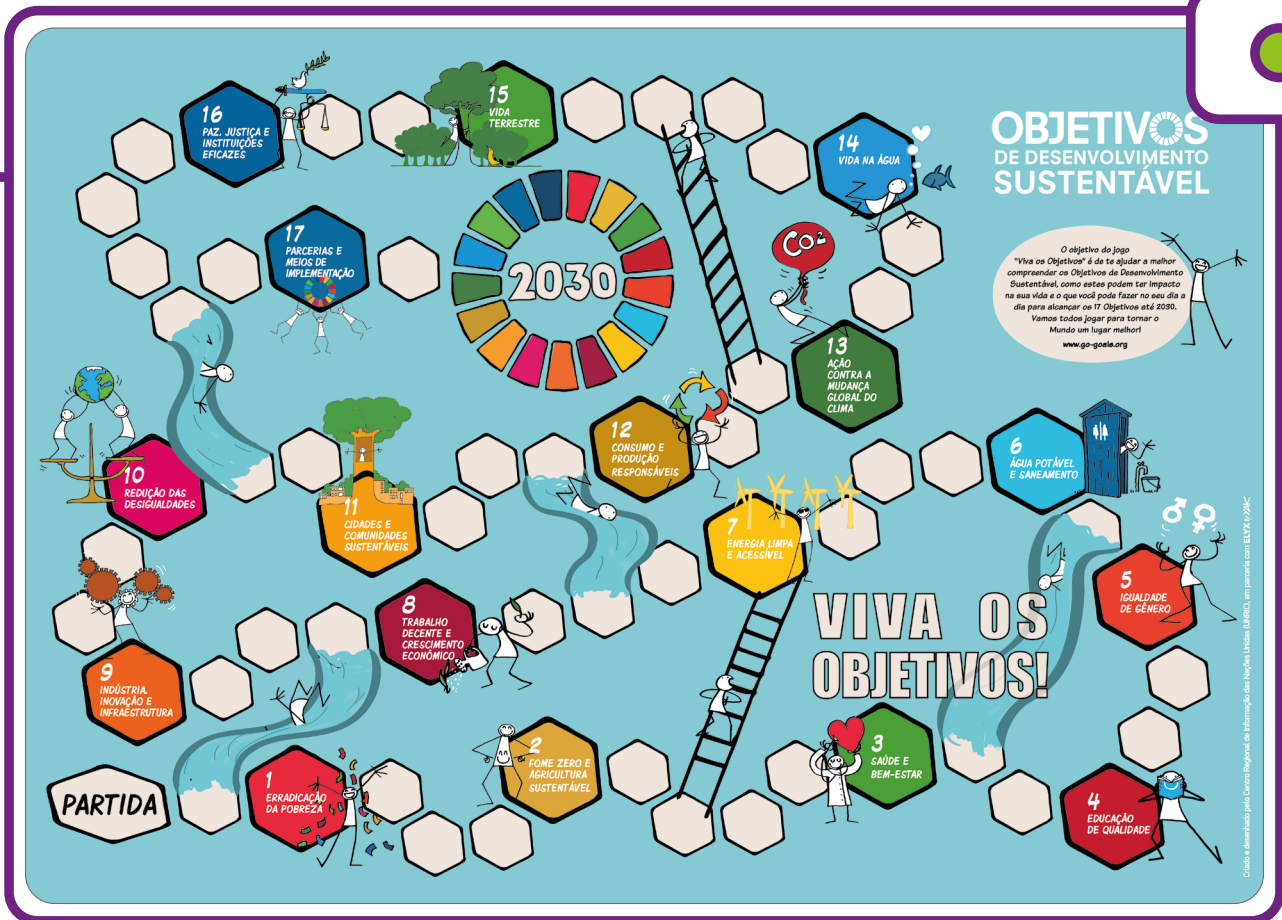 OBJETIVOS
DE DESENVOLVIMENTO
SUSTENTÁVEL
O objetivo do jogo
"Viva os Objetivos" é de te ajudar a melhor
compreender os Objetivos de Desenvolvimento
Sustentável, como estes podem ter impacto
na sua vida e o que você pode fazer no seu dia a
dia para alcançar os 17 Objetivos até 2030.
Vamos todos jogar para tornar o
Mundo um lugar melhor!
www.go-goals.org
16
PAZ, JUSTIÇA E
INSTITUIÇÕES
EFICAZES
15
VIDA
TERRESTRE
14
VIDA NA ÁGUA
17
PARCERIAS E
MEIOS DE
IMPLEMENTAÇÃO
2030
CO2
13
AÇÃO
CONTRA A
MUDANÇA
GLOBAL DO
CLIMA
10
REDUÇÃO DAS
DESIGUALDADES
11
CIDADES E
COMUNIDADES
SUSTENTÁVEIS
12
CONSUMO E
PRODUÇÃO
RESPONSÁVEIS
7
ENERGIA LIMPA
E ACESSÍVEL
6
ÁGUA POTÁVEL
E SANEAMENTO
5
IGUALDADE
DE GÊNERO
9
INDÚSTRIA,
INOVAÇÃO E
INFRAESTRUTURA
8
TRABALHO
DECENTE E
CRESCIMENTO
ECONÔMICO
VIVA OS
OBJETIVOS!
PARTIDA
1
ERRADICAÇÃO
DA POBREZA
2
FOME ZERO E
AGRICULTURA
SUSTENTÁVEL
3
SAÚDE E
BEM-ESTAR
4
EDUCAÇÃO
DE QUALIDADE
Criado e desenhado pelo Centro Regional de Informação das Nações Unidas (UNRIC), em parceria com ELYX by YAK